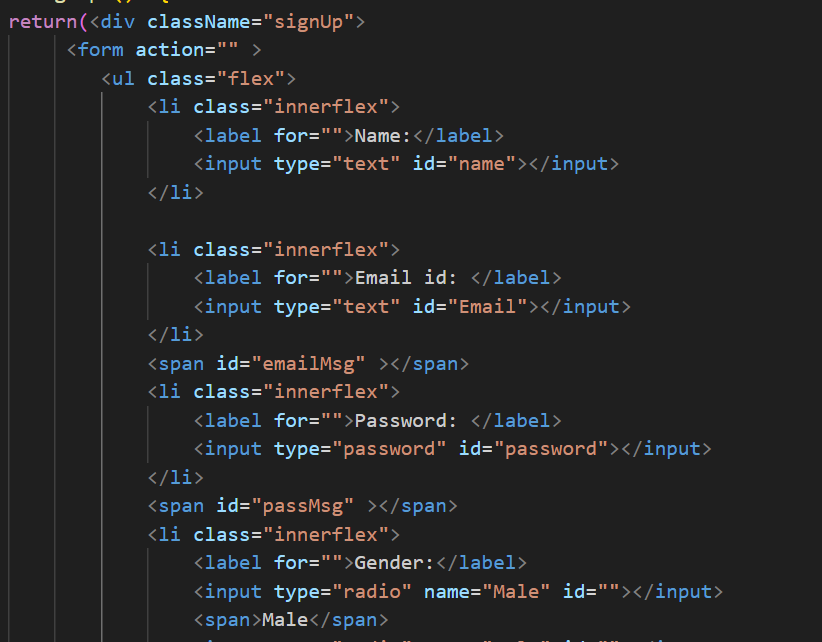 return(<div className="signUp">
<form action="" >
<ul class="flex">
<li class="innerflex">
<label for="">Name:</label>
<input type="text" id="name"></input>
</li>
<li class="innerflex">
<label for="">Email id: </label>
<input type="text" id="Email"></input>
</li>
<span id="emailMsg" ></span>
<li class="innerflex">
<label for="">Password: </label>
<input type="password" id="password"></input>
</li>
<span id="passMsg" ></span>
<li class="innerflex">
<label for="">Gender:</label>
<input type="radio" name="Male" id=""></input>
<span>Male</span>